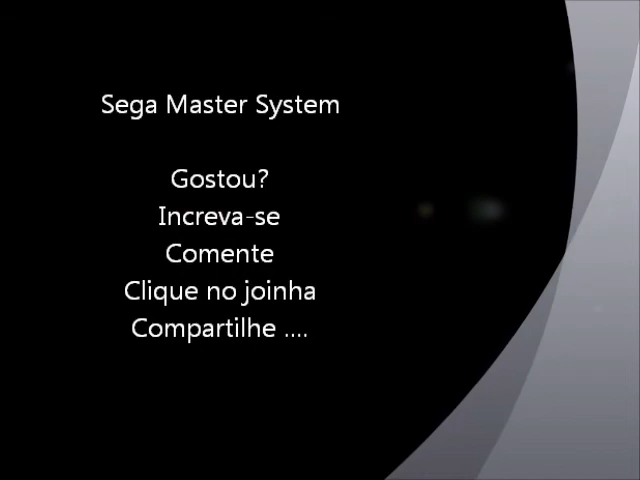 Sega Master System
Gostou?
Increva-se
Comente
Clique no joinha
Compartilhe ....